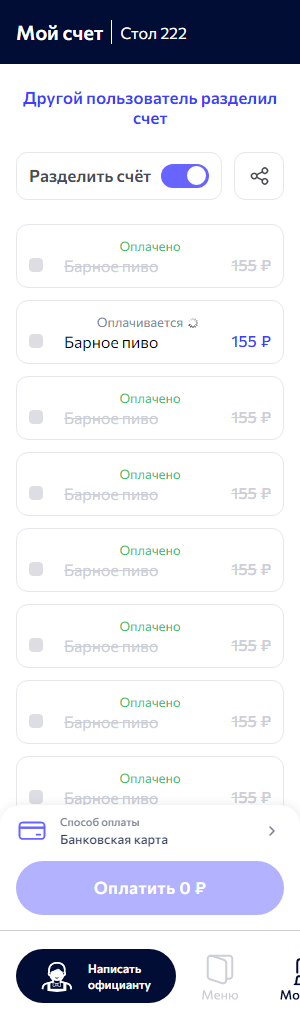 Мой счет
Стол 222
Другой пользователь разделил
счет
Разделить счёт
Оплачено
Барное пиво 155 ₽
Оплачивается
Барное пиво 155 ₽
Оплачено
Барное пиво 155 ₽
Оплачено
Барное пиво 155 ₽
Оплачено
Барное пиво 155 ₽
Оплачено
Барное пиво 155 ₽
Оплачено
Барное пиво 155 ₽
Оплачено
Барное пиво 155 ₽
Способ оплаты
Банковская карта
Оплатить 0 ₽
Написать
официанту
Меню
Мо